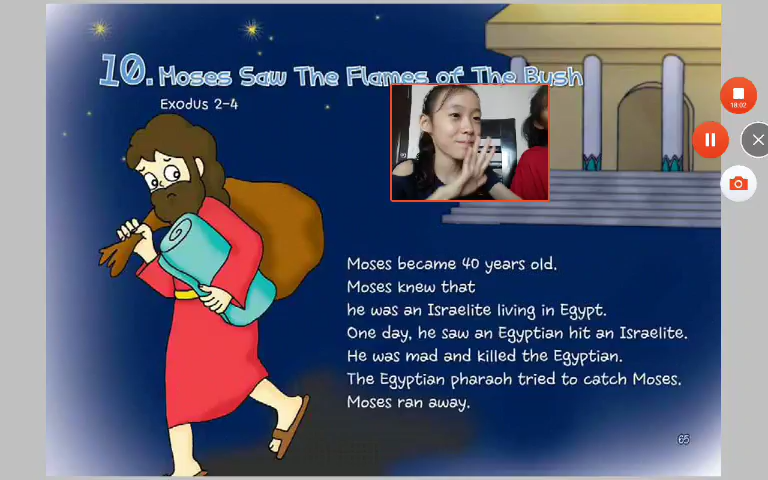 10. Moses Saw The Flames of The Bush
Exodus 2-4
Moses became 40 years old.
Moses knew that
he was an Israelite living in Egypt.
One day, he saw an Egyptian hit an Israelite.
He was mad and killed the Egyptian.
The Egyptian pharaoh tried to catch Moses.
Moses ran away.
65
18:02